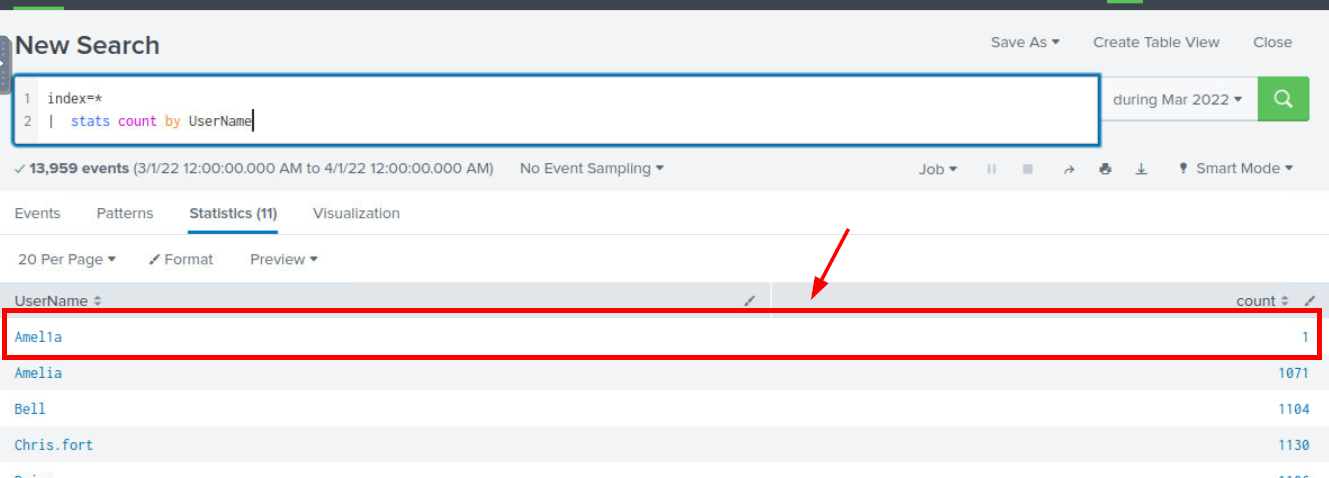 New Search
Save As
Create Table View
Close
1 index=*
2 | stats count by UserName
during Mar 2022
13,959 events (3/1/22 12:00:00.000 AM to 4/1/22 12:00:00.000 AM)
No Event Sampling
Job
Smart Mode
Events
Patterns
Statistics (11)
Visualization
20 Per Page
Format
Preview
UserName
count
Amel1a 1
Amelia 1071
Bell 1104
Chris.fort 1130